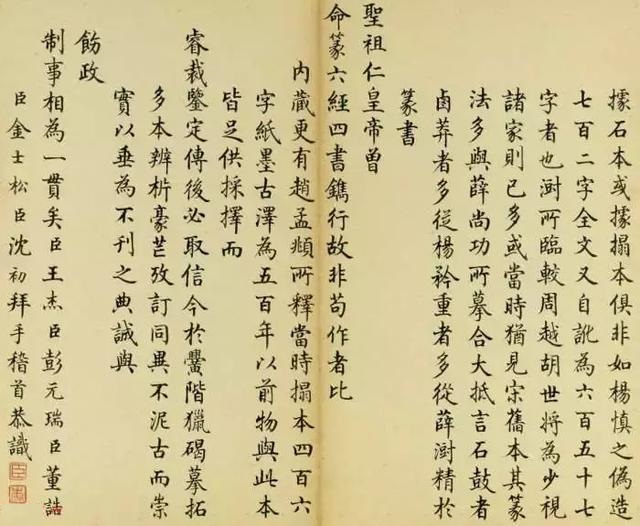 據石本或據搨本俱非如楊慎之偽造
七百二字全文又自訛為六百五十七
字者也澍所臨較周越胡世将為少視
諸家則已多或當時猶見宋舊本其篆
法多與薛尚功所摹合大抵言石鼓者
鹵莽者多從楊矜重者多從薛澍精於
篆書
聖祖仁皇帝曾
命篆六經四書鐫行故非苟作者比
内藏更有趙孟頫所釋當時搨本四百六
字紙墨古澤為五百年以前物與此本
皆足供採擇而
睿裁鑒定傳後必取信今於黌階獵碣摹拓
多本辨析豪芒攷訂同異不泥古而崇
實以垂為不刊之典誠與
飭政
制事相為一貫矣臣王杰臣彭元瑞臣董誥
臣金士松臣沈初拜手稽首恭識